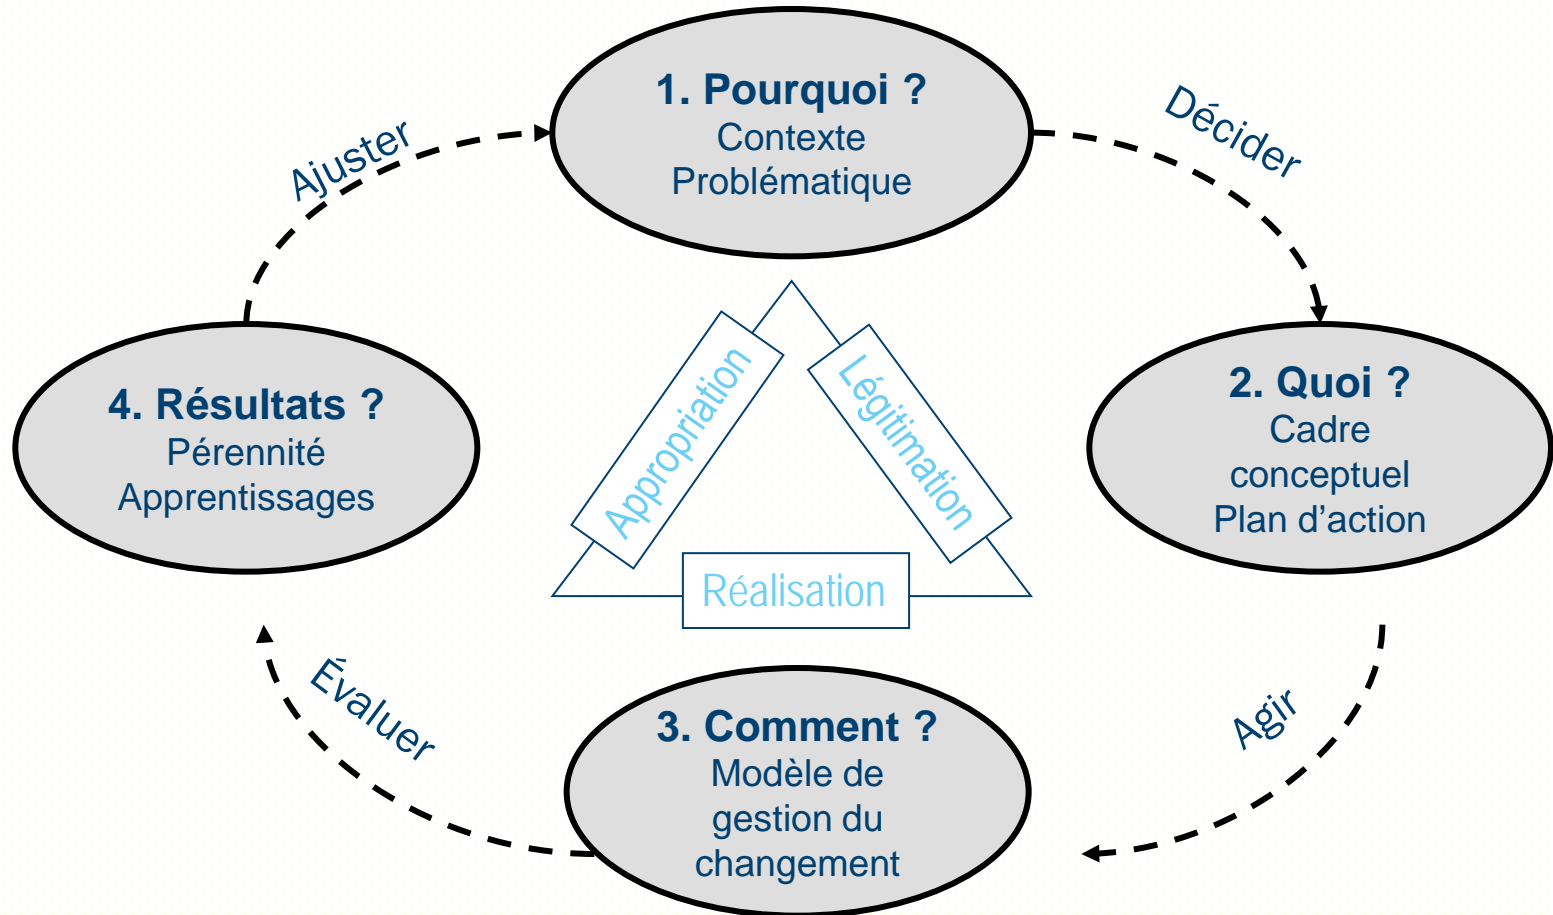 1. Pourquoi ?
Contexte
Problématique
Décider
Ajuster
2. Quoi ?
Cadre
conceptuel
Plan d’action
4. Résultats ?
Pérennité
Apprentissages
Appropriation
Légitimation
Réalisation
Agir
Évaluer
3. Comment ?
Modèle de
gestion du
changement